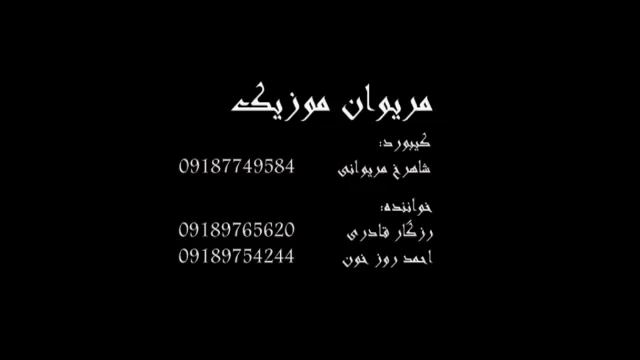 مریوان موزیک
کیبورد:
شاهرخ مریوانی 09187749584
خواننده:
رزگار قادری 09189765620
احمد روز خون 09189754244